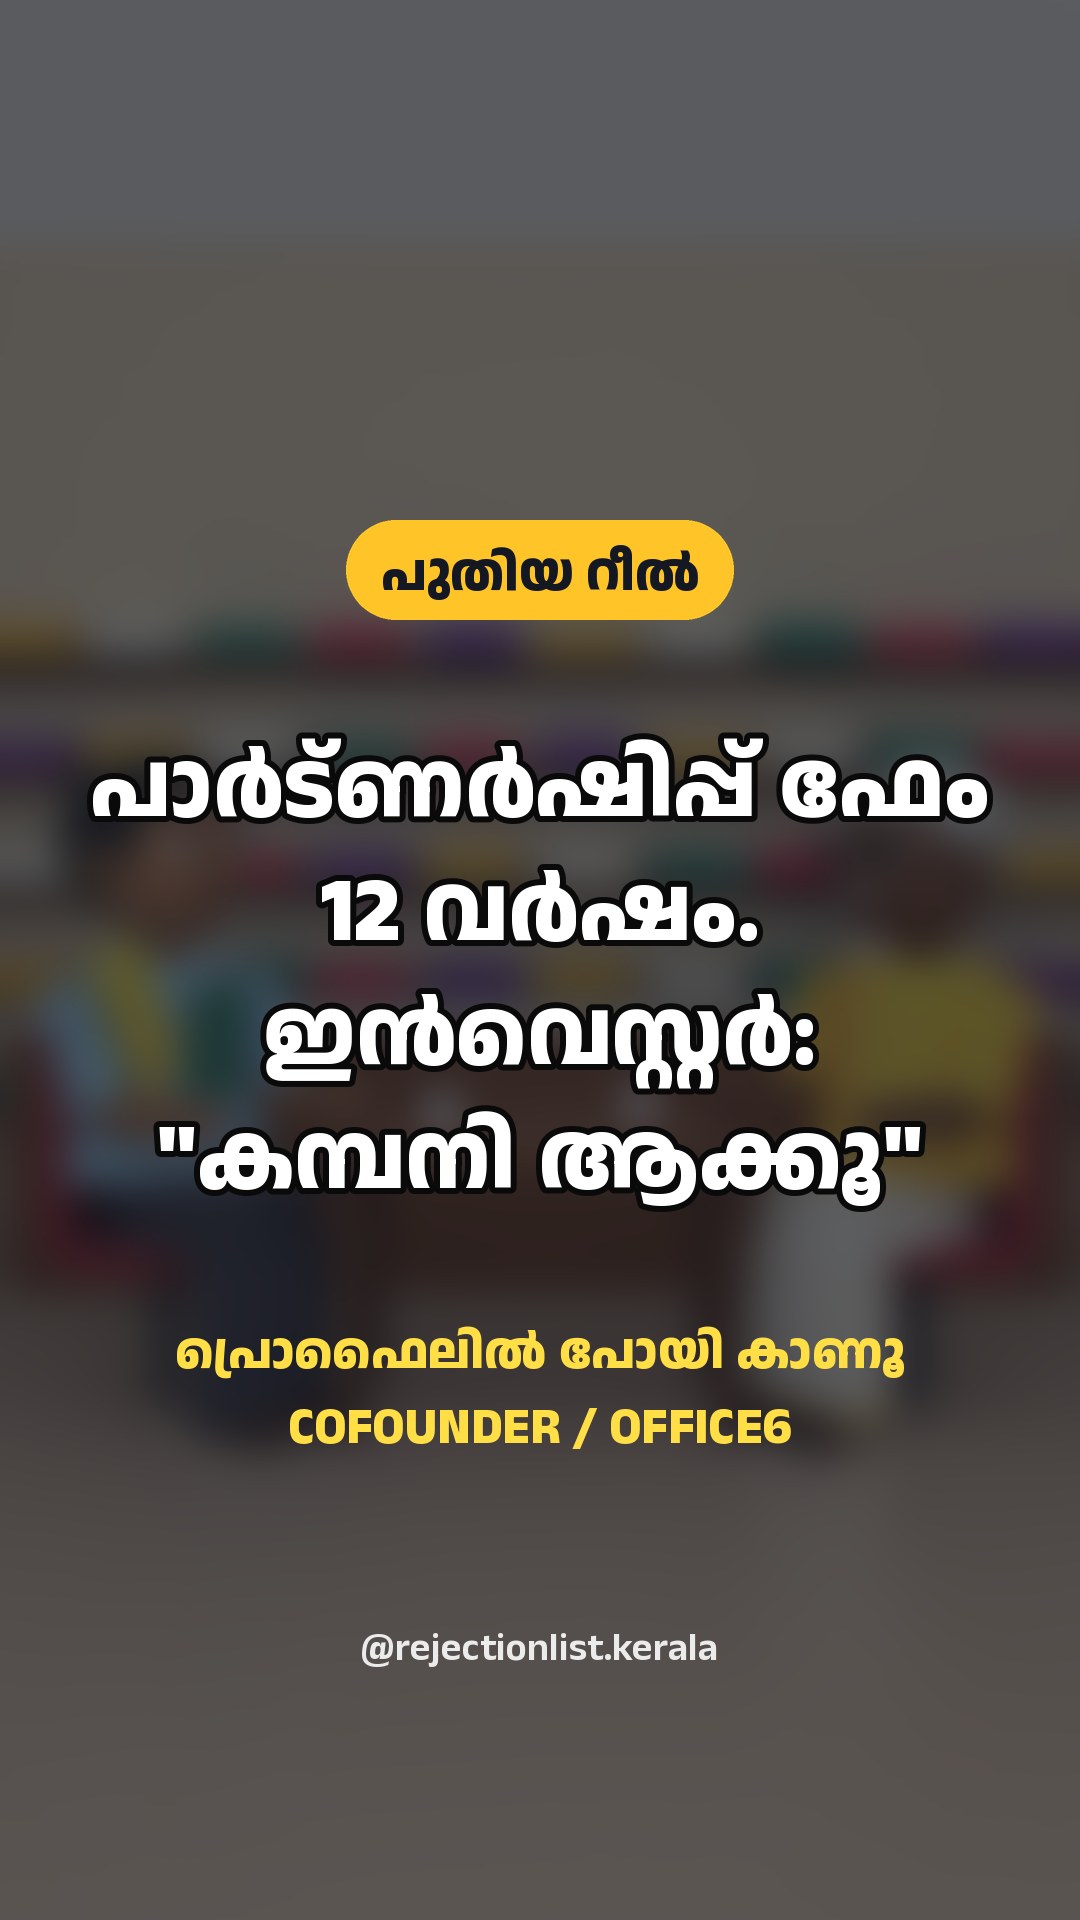 പുതിയ റീൽ
പാർട്ണർഷിപ്പ് ഫേം
12 വർഷം.
ഇൻവെസ്റ്റർ:
"കമ്പനി ആക്കൂ"
പ്രൊഫൈലിൽ പോയി കാണൂ
COFOUNDER / OFFICE6
@rejectionlist.kerala